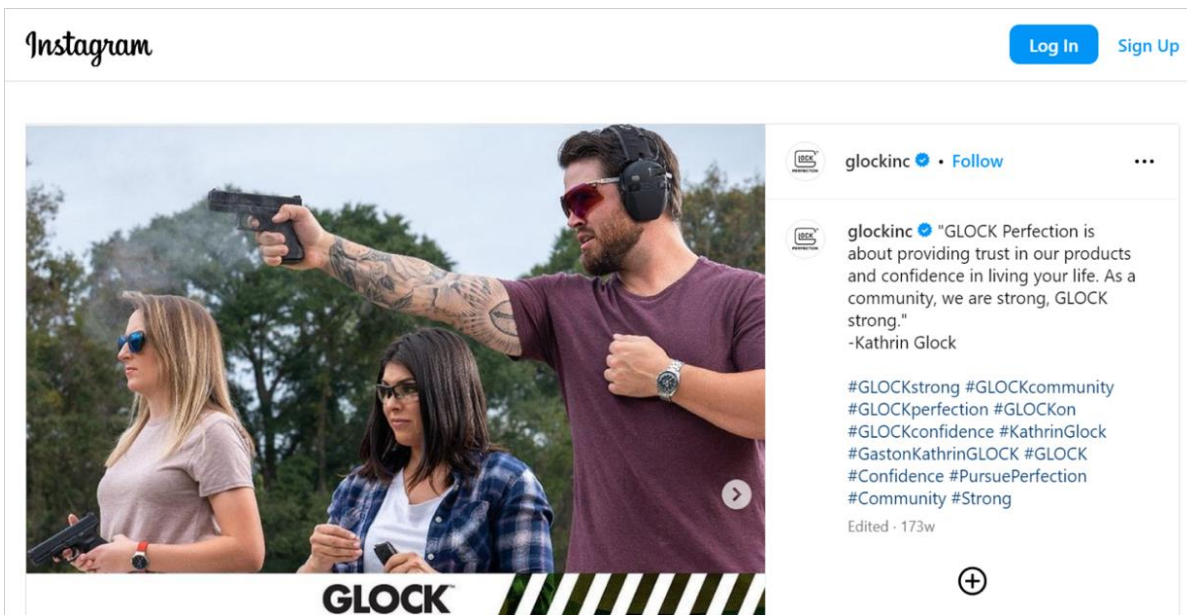 Instagram
Log In
Sign Up
glockinc • Follow
glockinc "GLOCK Perfection is
about providing trust in our products
and confidence in living your life. As a
community, we are strong, GLOCK
strong."
-Kathrin Glock
#GLOCKstrong #GLOCKcommunity
#GLOCKperfection #GLOCKon
#GLOCKconfidence #KathrinGlock
#GastonKathrinGLOCK #GLOCK
#Confidence #PursuePerfection
#Community #Strong
Edited · 173w
GLOCK